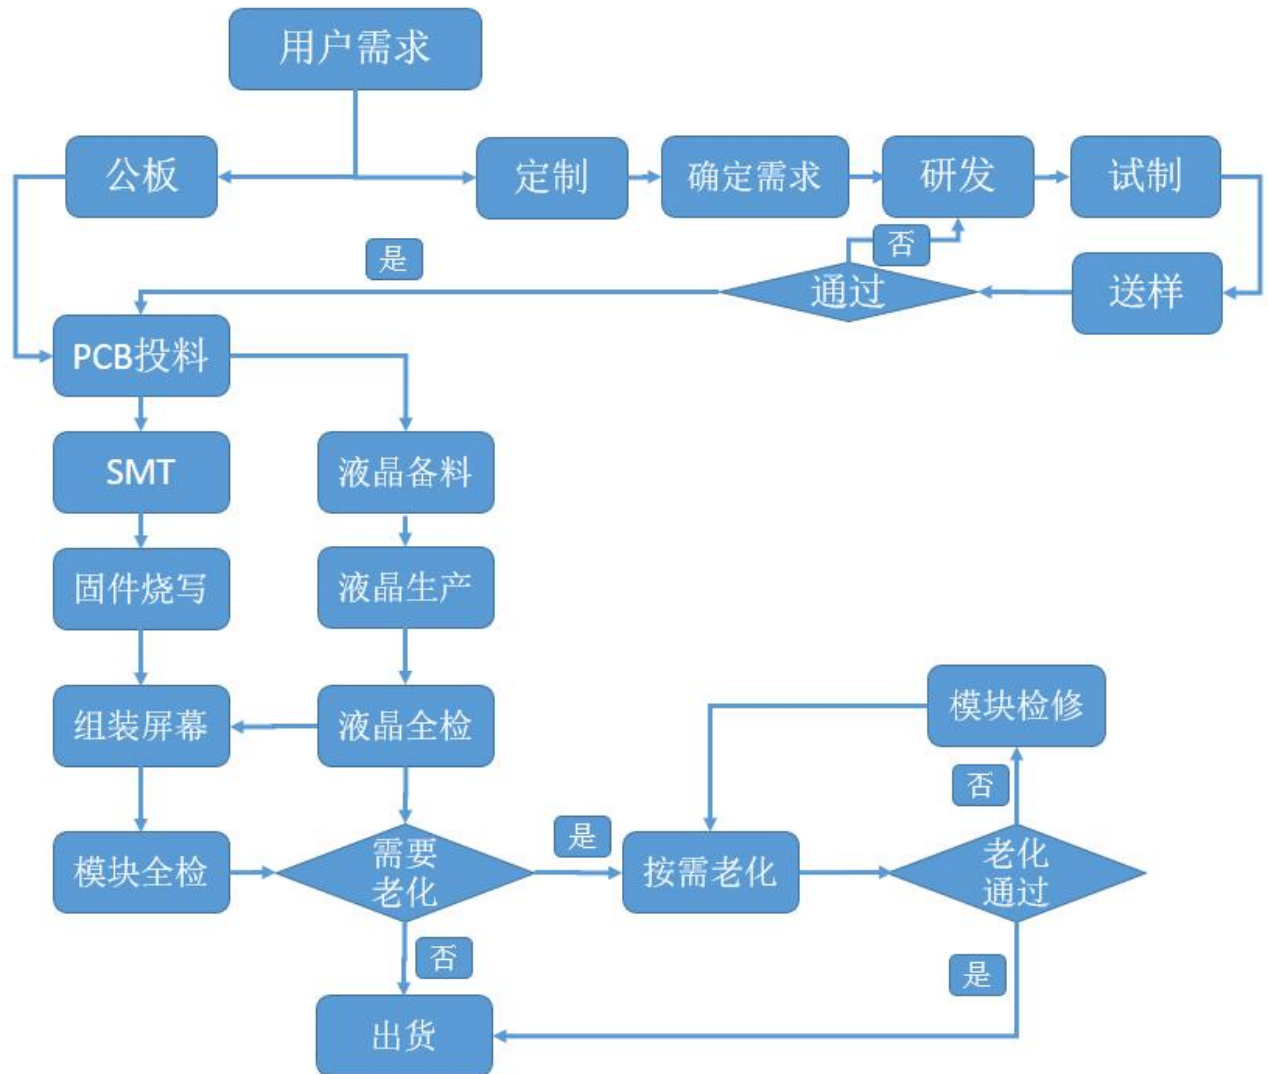 用户需求
公板
定制
确定需求
研发
试制
否
是
通过
送样
PCB投料
SMT
液晶备料
固件烧写
液晶生产
组装屏幕
液晶全检
模块检修
否
模块全检
需要
老化
是
按需老化
老化
通过
否
是
出货